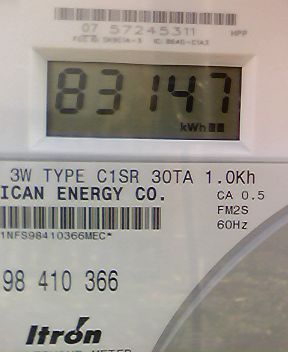 07 57245311 HPP
83147
kWh
3W TYPE C1SR 30TA 1.0Kh
ICAN ENERGY CO. CA 0.5
FM2S
1NFS98410366MEC* 60Hz
98 410 366
Itron